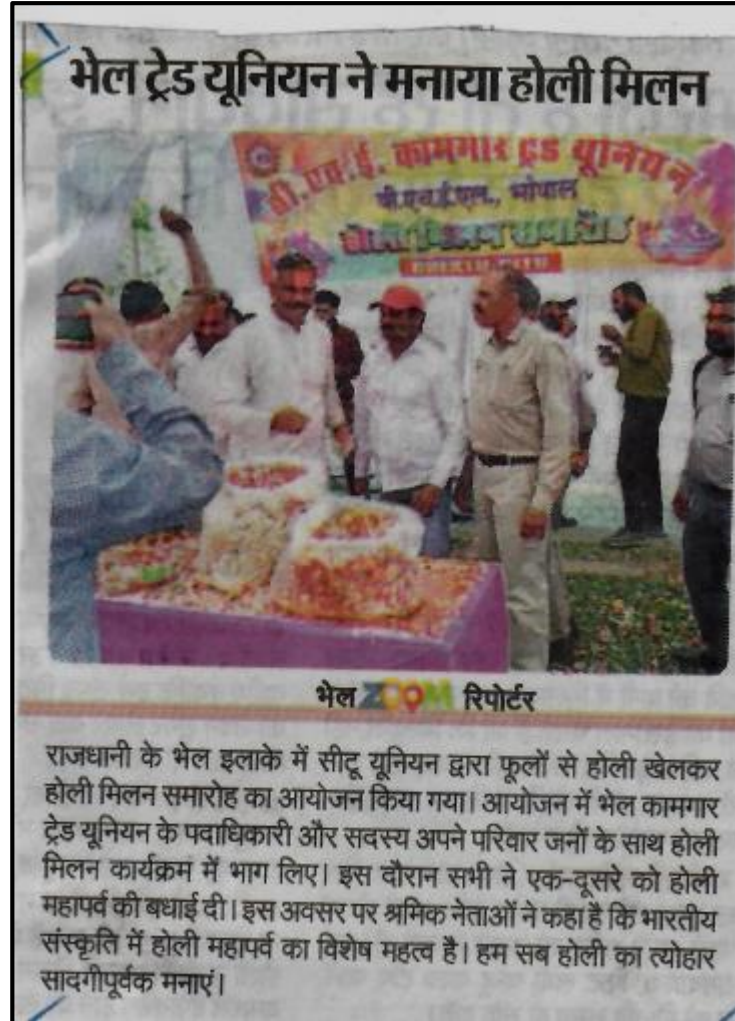 भेल ट्रेड यूनियन ने मनाया होली मिलन
बी.एच.ई. कामगार ट्रेड यूनियन
बी.एच.ई.एल., भोपाल
होली मिलन समारोह
भेल ZOOM रिपोर्टर
राजधानी के भेल इलाके में सीटू यूनियन द्वारा फूलों से होली खेलकर
होली मिलन समारोह का आयोजन किया गया। आयोजन में भेल कामगार
ट्रेड यूनियन के पदाधिकारी और सदस्य अपने परिवार जनों के साथ होली
मिलन कार्यक्रम में भाग लिए। इस दौरान सभी ने एक-दूसरे को होली
महापर्व की बधाई दी। इस अवसर पर श्रमिक नेताओं ने कहा है कि भारतीय
संस्कृति में होली महापर्व का विशेष महत्व है। हम सब होली का त्योहार
सादगीपूर्वक मनाएं।